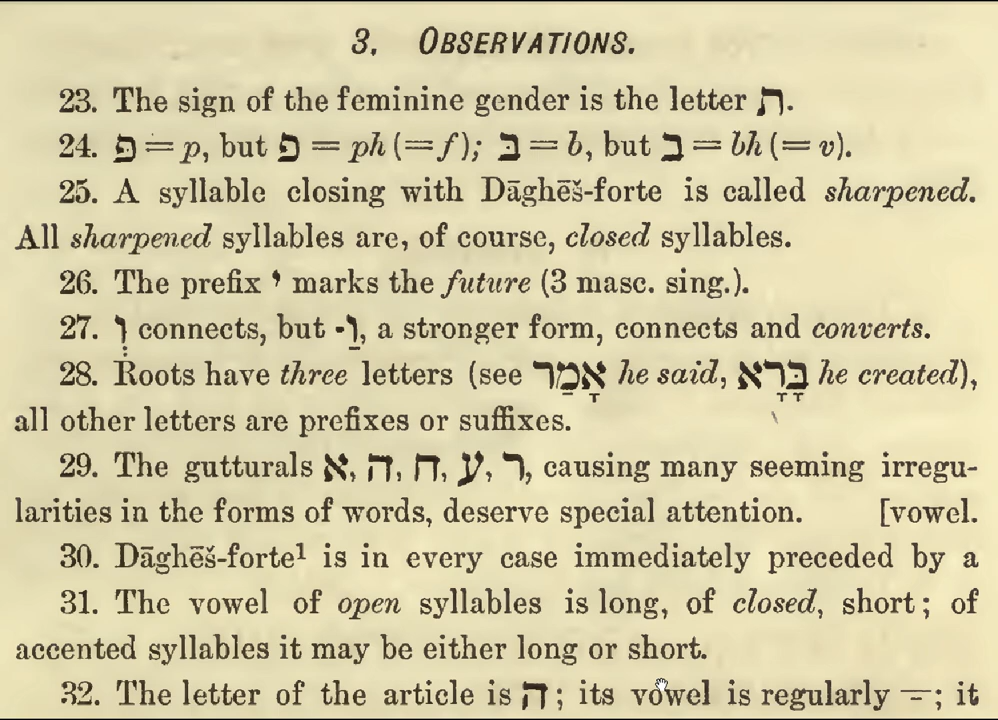 3. OBSERVATIONS.
23. The sign of the feminine gender is the letter ת.
24. פּ = p, but פ = ph (= f); בּ = b, but ב = bh (= v).
25. A syllable closing with Dāghēš-forte is called sharpened.
All sharpened syllables are, of course, closed syllables.
26. The prefix י marks the future (3 masc. sing.).
27. וְ connects, but ־וַ, a stronger form, connects and converts.
28. Roots have three letters (see אָמַר he said, בָּרָא he created),
all other letters are prefixes or suffixes.
29. The gutturals א, ה, ח, ע, ר, causing many seeming irregu-
larities in the forms of words, deserve special attention. [vowel.
30. Dāghēš-forte¹ is in every case immediately preceded by a
31. The vowel of open syllables is long, of closed, short; of
accented syllables it may be either long or short.
32. The letter of the article is ה; its vowel is regularly —; it